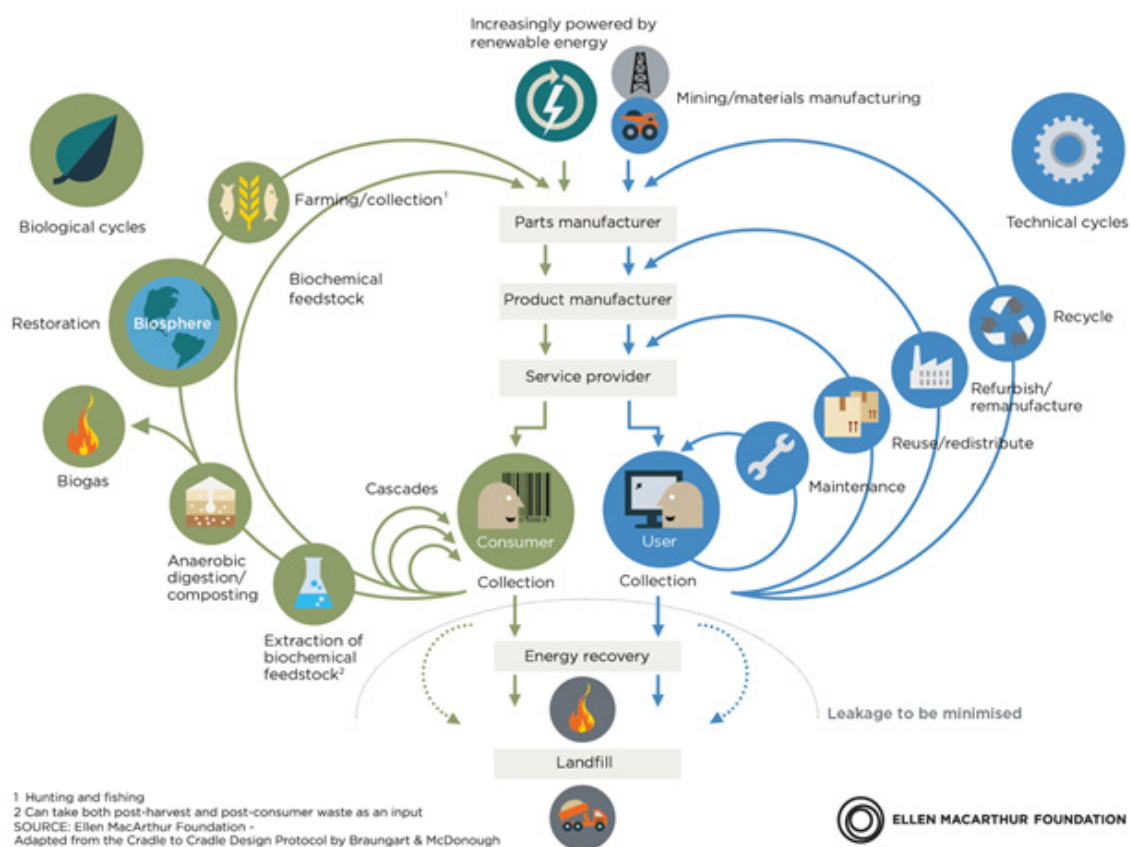 Increasingly powered by
renewable energy
Mining/materials manufacturing
Biological cycles
Technical cycles
Farming/collection¹
Parts manufacturer
Biochemical
feedstock
Product manufacturer
Restoration
Biosphere
Recycle
Service provider
Refurbish/
remanufacture
Biogas
Reuse/redistribute
Cascades
Maintenance
Consumer
User
Anaerobic
digestion/
composting
Collection
Collection
Extraction of
biochemical
feedstock²
Energy recovery
Leakage to be minimised
Landfill
1 Hunting and fishing
2 Can take both post-harvest and post-consumer waste as an input
SOURCE: Ellen MacArthur Foundation -
Adapted from the Cradle to Cradle Design Protocol by Braungart & McDonough
ELLEN MACARTHUR FOUNDATION